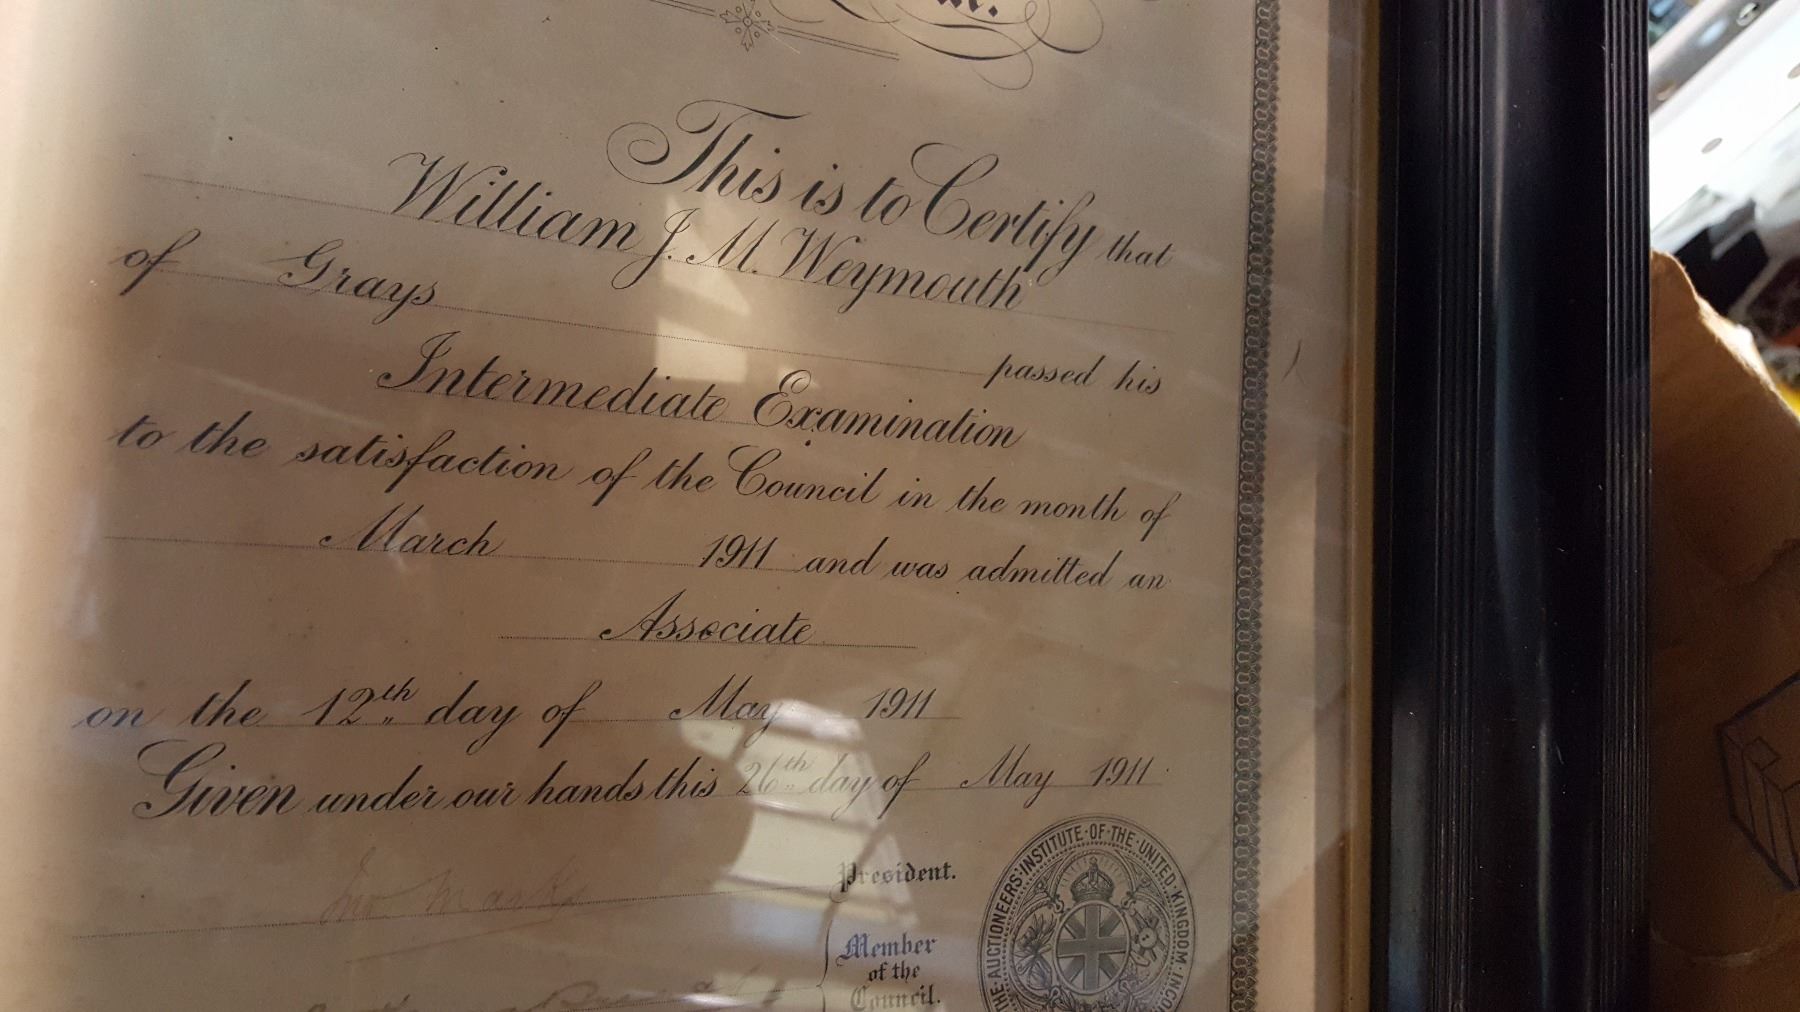 This is to Certify that
William J. M. Weymouth
of Grays
passed his
Intermediate Examination
to the satisfaction of the Council in the month of
March 1911 and was admitted an
Associate
on the 12th day of May 1911
Given under our hands this 26th day of May 1911
President.
Member
of the
Council.
THE·AUCTIONEERS·INSTITUTE·OF·THE·UNITED·KINGDOM·